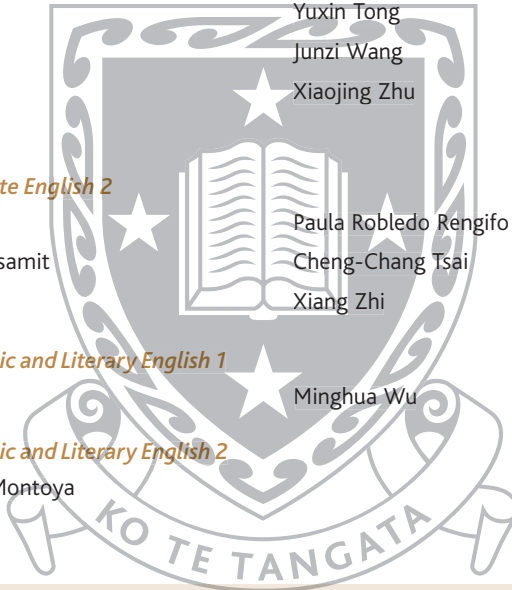 Yuxin Tong
Junzi Wang
Xiaojing Zhu
te English 2
Paula Robledo Rengifo
samit
Cheng-Chang Tsai
Xiang Zhi
ic and Literary English 1
Minghua Wu
ic and Literary English 2
Montoya
KO TE TANGATA